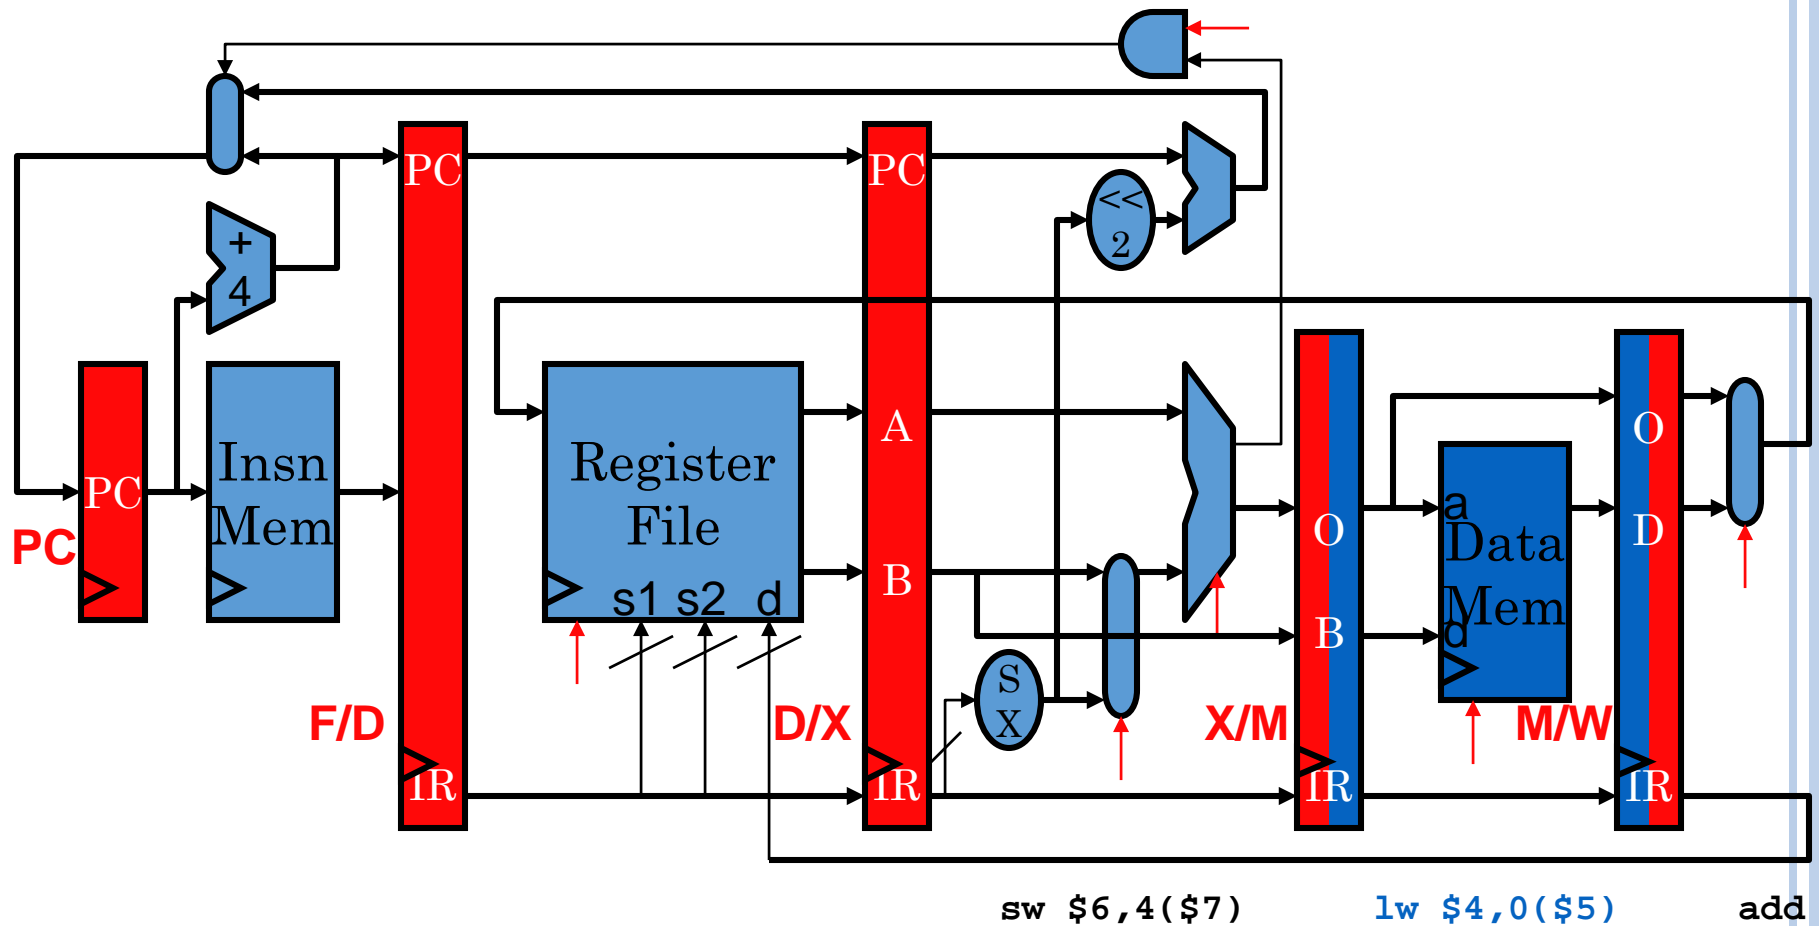 PC
PC
<<
2
+
4
Insn
Mem
Register
File
A
O
a
Data
Mem
d
O
D
PC
PC
B
B
s1 s2 d
S
X
F/D
D/X
X/M
M/W
IR
IR
IR
IR
sw $6,4($7)
lw $4,0($5)
add